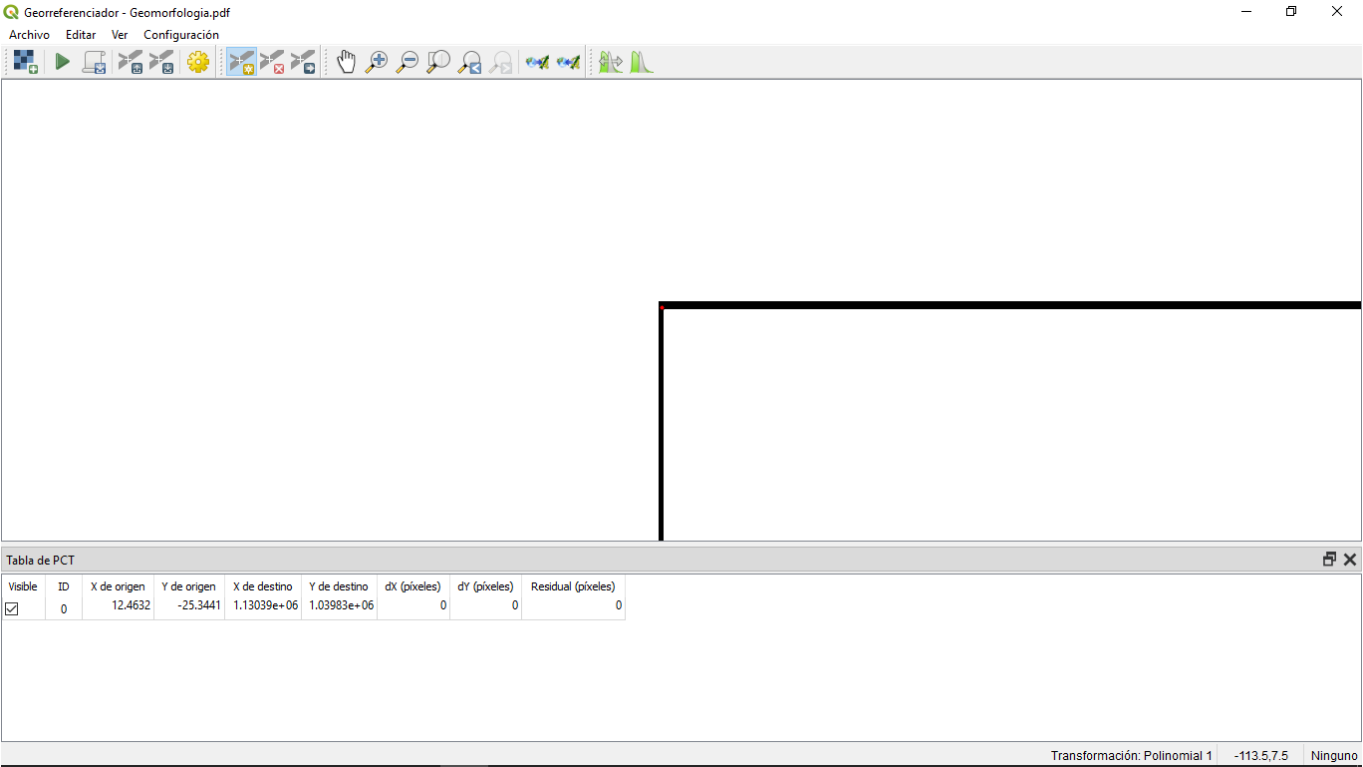 Georreferenciador - Geomorfologia.pdf
Archivo Editar Ver Configuración
Tabla de PCT
Visible ID X de origen Y de origen X de destino Y de destino dX (píxeles) dY (píxeles) Residual (píxeles)
0 12.4632 -25.3441 1.13039e+06 1.03983e+06 0 0 0
Transformación: Polinomial 1 -113.5,7.5 Ninguno